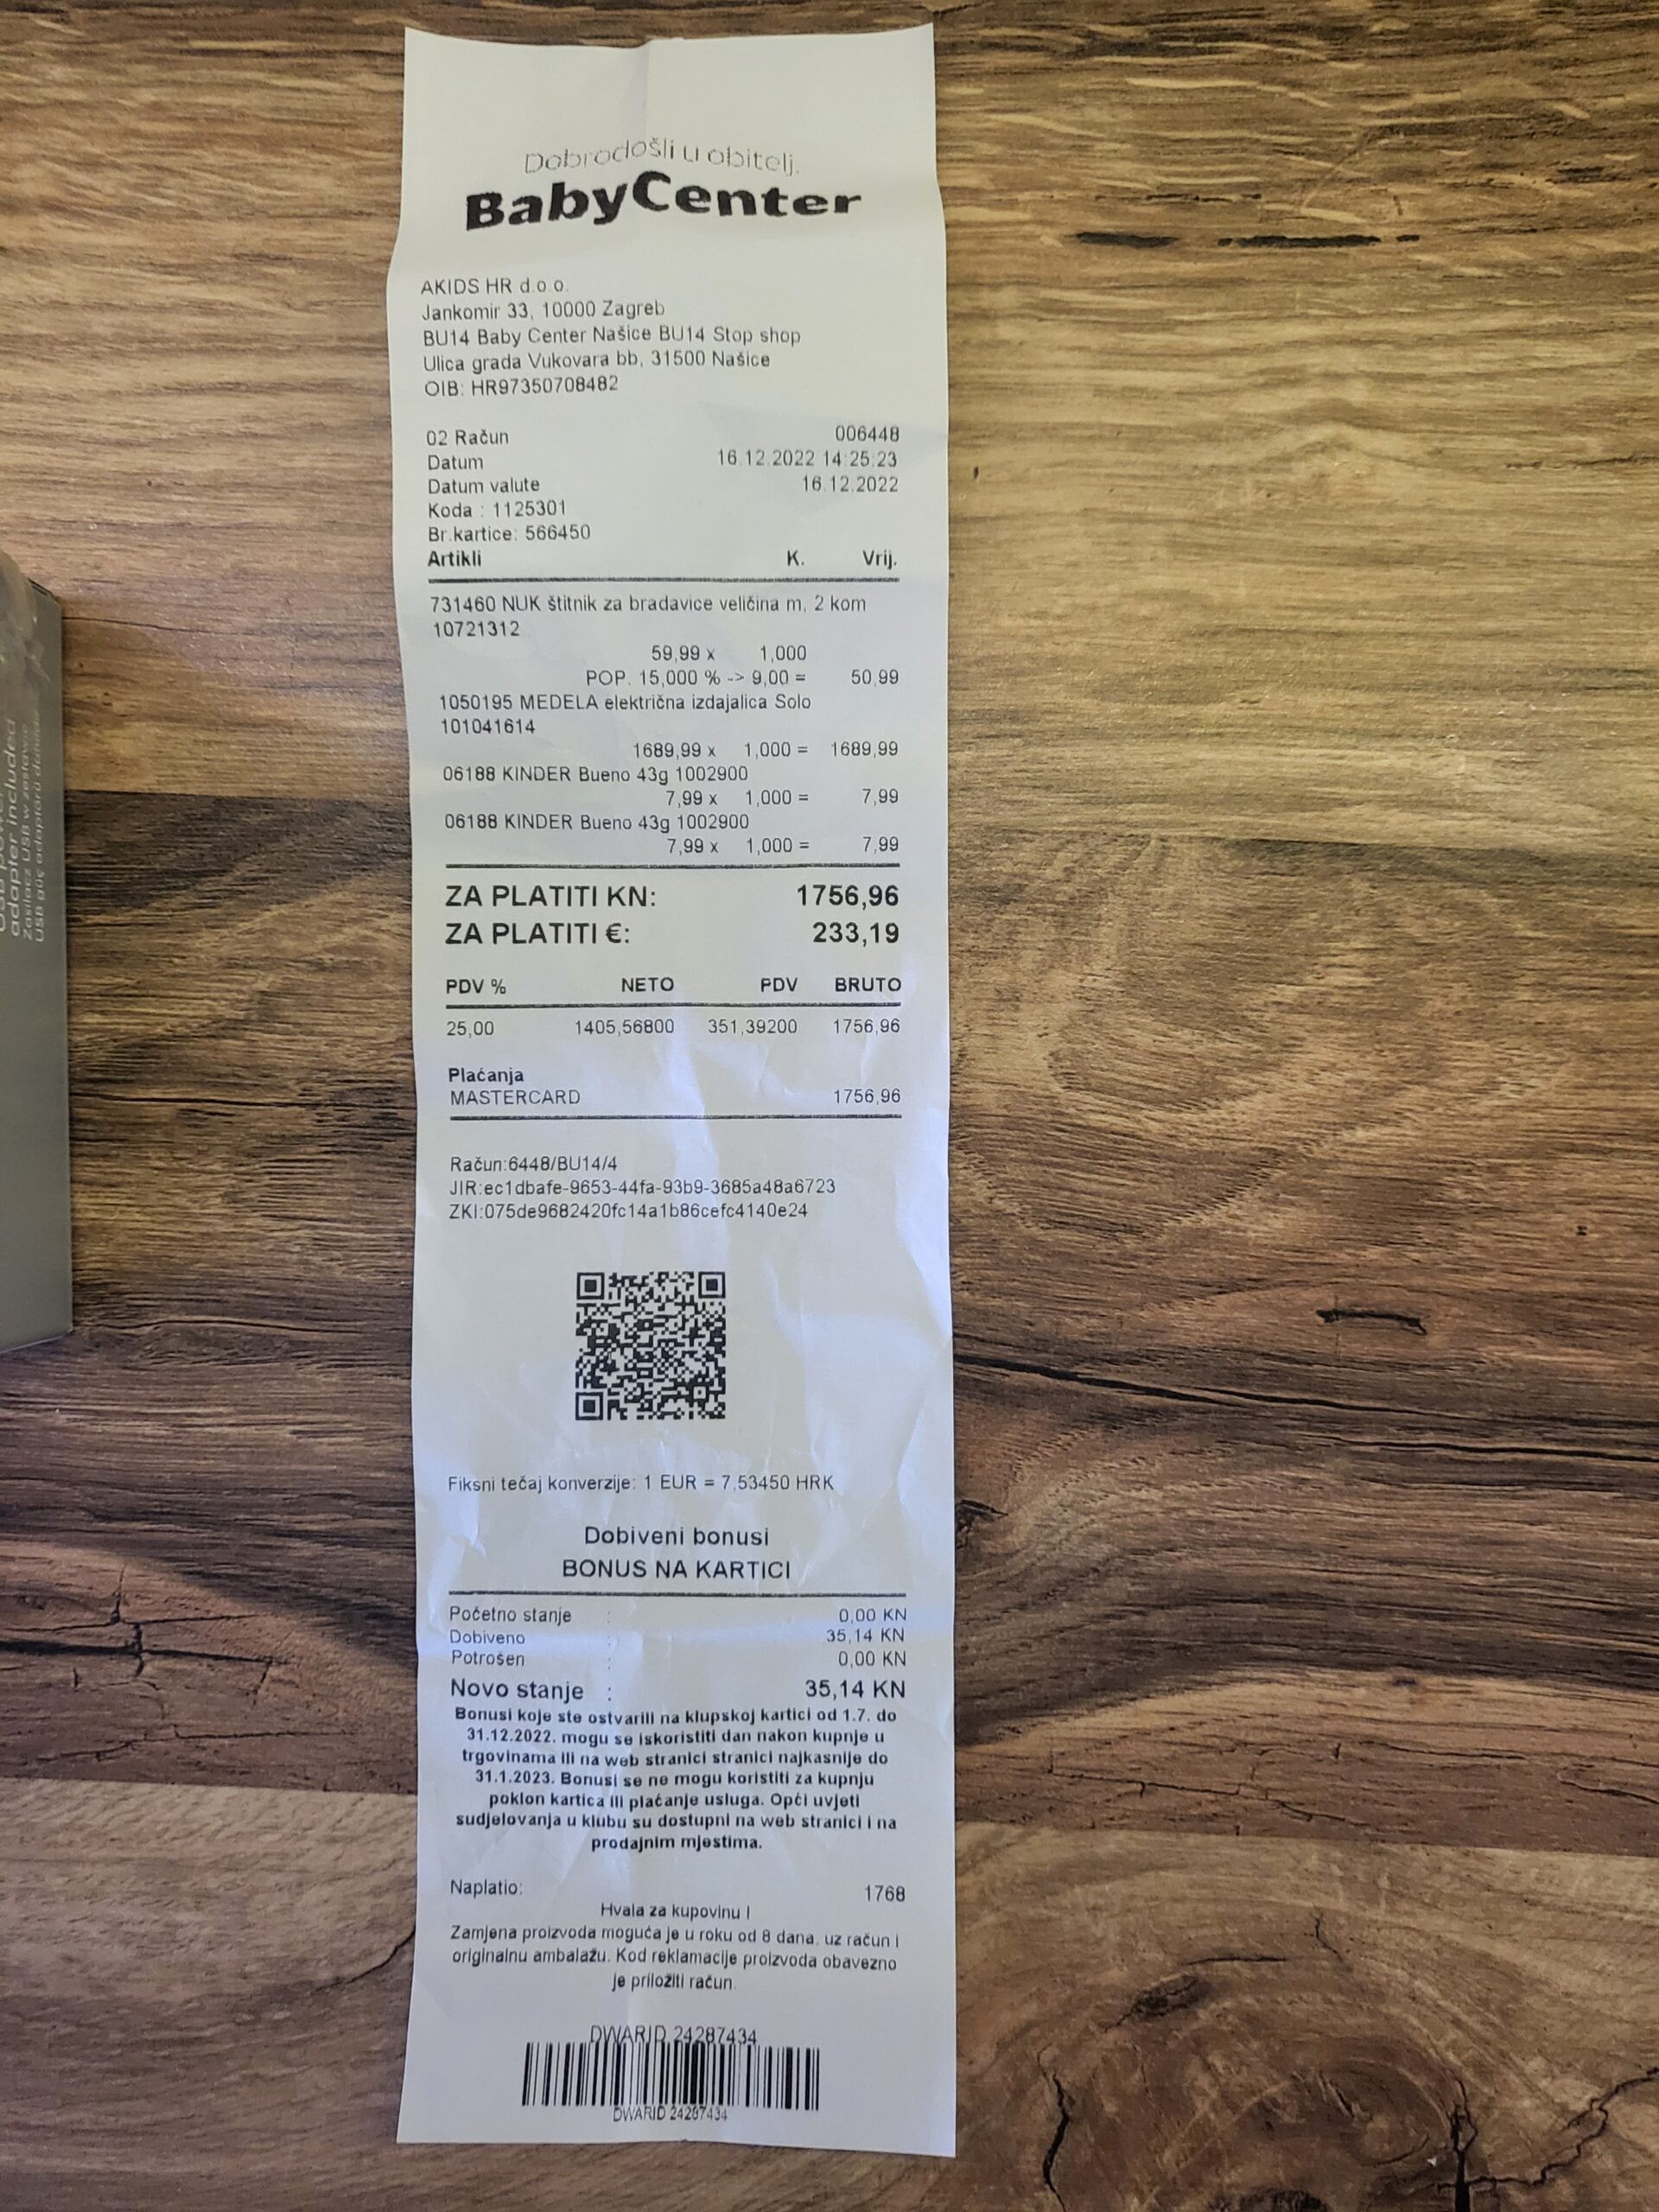 Dobrodošli u obitelj.
BabyCenter
AKIDS HR d.o.o.
Jankomir 33, 10000 Zagreb
BU14 Baby Center Našice BU14 Stop shop
Ulica grada Vukovara bb, 31500 Našice
OIB: HR97350708482
02 Račun 006448
Datum 16.12.2022 14:25:23
Datum valute 16.12.2022
Koda : 1125301
Br.kartice: 566450
Artikli K. Vrij.
731460 NUK štitnik za bradavice veličina m, 2 kom
10721312
59,99 x 1,000
POP. 15,000 % -> 9,00 = 50,99
1050195 MEDELA električna izdajalica Solo
101041614
1689,99 x 1,000 = 1689,99
06188 KINDER Bueno 43g 1002900
7,99 x 1,000 = 7,99
06188 KINDER Bueno 43g 1002900
7,99 x 1,000 = 7,99
ZA PLATITI KN: 1756,96
ZA PLATITI €: 233,19
PDV % NETO PDV BRUTO
25,00 1405,56800 351,39200 1756,96
Plaćanja
MASTERCARD 1756,96
Račun:6448/BU14/4
JIR:ec1dbafe-9653-44fa-93b9-3685a48a6723
ZKI:075de9682420fc14a1b86cefc4140e24
Fiksni tečaj konverzije: 1 EUR = 7,53450 HRK
Dobiveni bonusi
BONUS NA KARTICI
Početno stanje : 0,00 KN
Dobiveno : 35,14 KN
Potrošen : 0,00 KN
Novo stanje : 35,14 KN
Bonusi koje ste ostvarili na klupskoj kartici od 1.7. do
31.12.2022. mogu se iskoristiti dan nakon kupnje u
trgovinama ili na web stranici stranici najkasnije do
31.1.2023. Bonusi se ne mogu koristiti za kupnju
poklon kartica ili plaćanje usluga. Opći uvjeti
sudjelovanja u klubu su dostupni na web stranici i na
prodajnim mjestima.
Naplatio: 1768
Hvala za kupovinu !
Zamjena proizvoda moguća je u roku od 8 dana, uz račun i
originalnu ambalažu. Kod reklamacije proizvoda obavezno
je priložiti račun.
DWARID 24287434
DWARID 24287434
adapter included
Zasilacz USB w zestawie
USB güç adaptörü dahildir